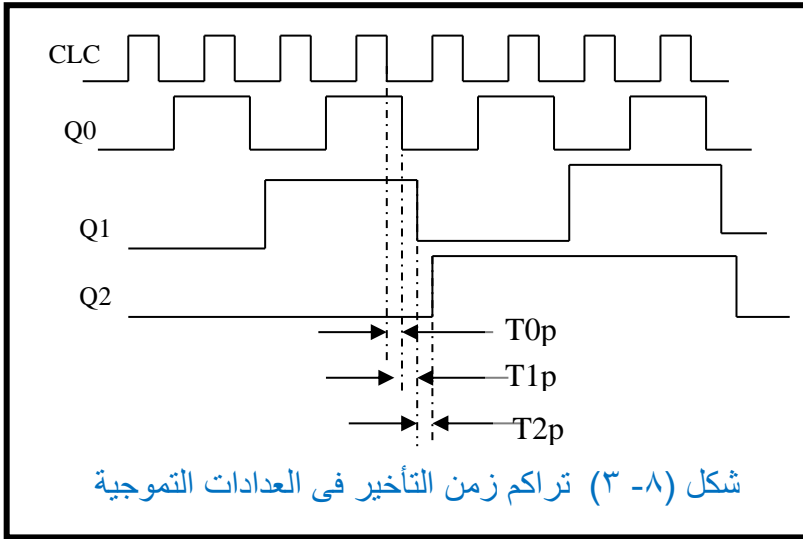 CLC
Q0
Q1
Q2
T0p
T1p
T2p
شكل (٨- ٣) تراكم زمن التأخير فى العدادات التموجية